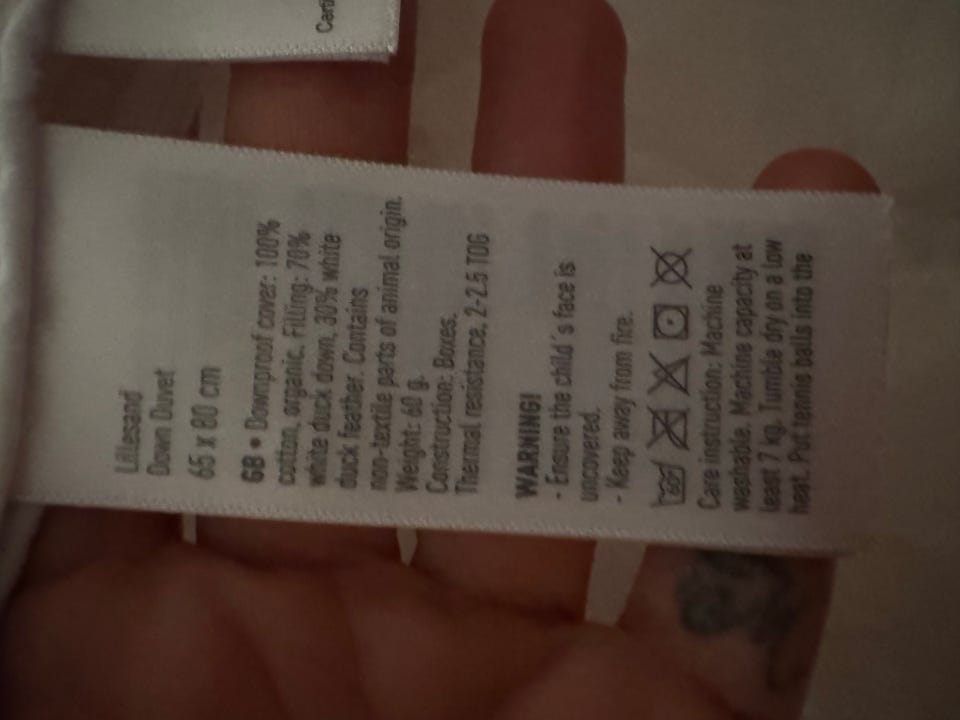 Lillesand
Down Duvet
65 x 80 cm
GB • Downproof cover: 100%
cotton, organic. Filling: 70%
white duck down, 30% white
duck feather. Contains
non-textile parts of animal origin.
Weight: 60 g.
Construction: Boxes.
Thermal resistance, 2-2.5 TOG
WARNING!
- Ensure the child´s face is
uncovered.
- Keep away from fire.
Care instruction: Machine
washable. Machine capacity at
least 7 kg. Tumble dry on a low
heat. Put tennis balls into the